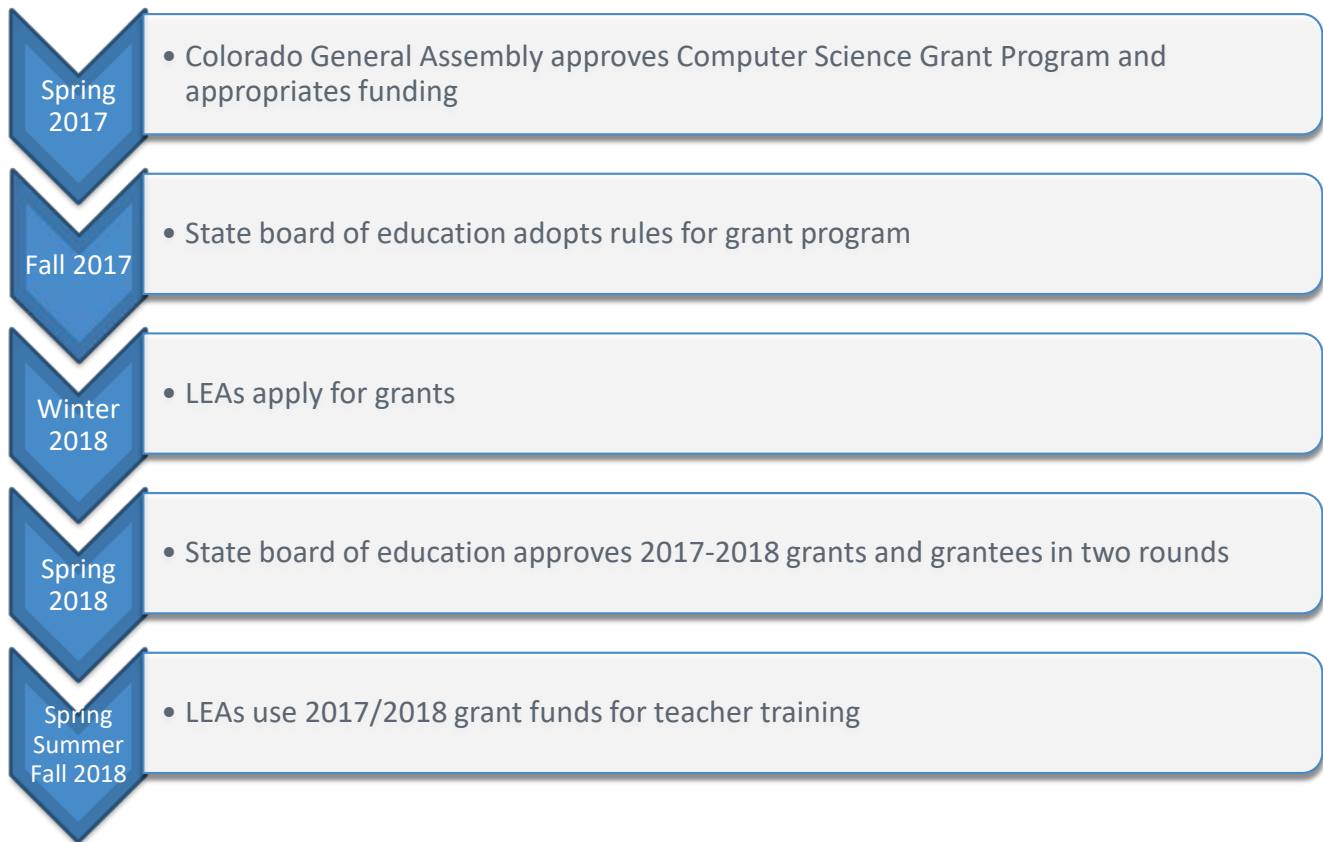 Spring
2017
• Colorado General Assembly approves Computer Science Grant Program and
appropriates funding
Fall 2017
• State board of education adopts rules for grant program
Winter
2018
• LEAs apply for grants
Spring
2018
• State board of education approves 2017-2018 grants and grantees in two rounds
Spring
Summer
Fall 2018
• LEAs use 2017/2018 grant funds for teacher training